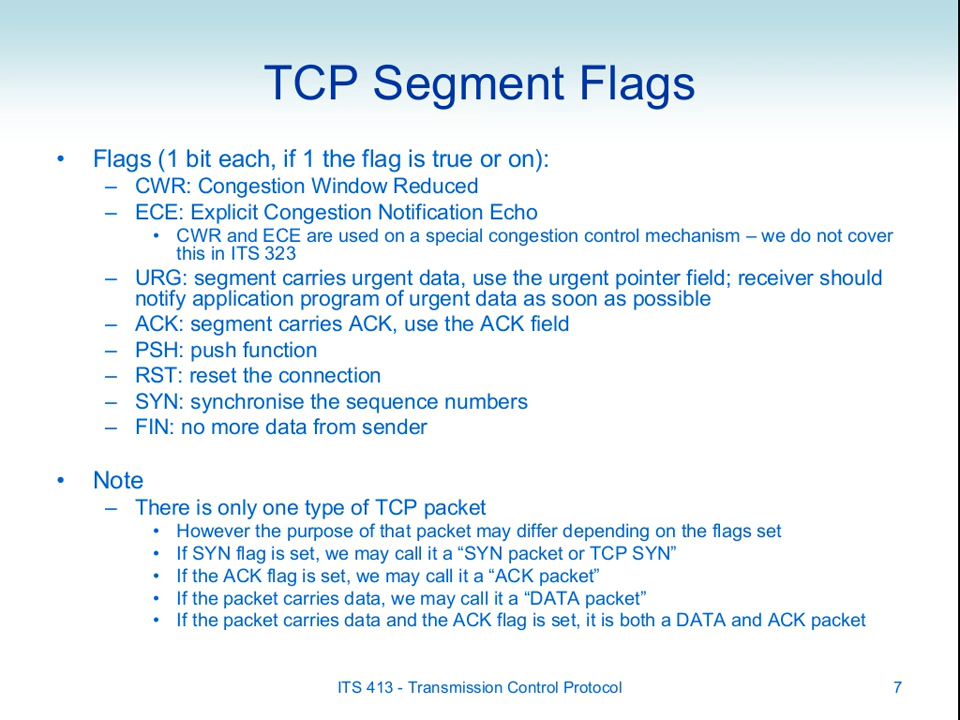 TCP Segment Flags
• Flags (1 bit each, if 1 the flag is true or on):
– CWR: Congestion Window Reduced
– ECE: Explicit Congestion Notification Echo
• CWR and ECE are used on a special congestion control mechanism – we do not cover
this in ITS 323
– URG: segment carries urgent data, use the urgent pointer field; receiver should
notify application program of urgent data as soon as possible
– ACK: segment carries ACK, use the ACK field
– PSH: push function
– RST: reset the connection
– SYN: synchronise the sequence numbers
– FIN: no more data from sender
• Note
– There is only one type of TCP packet
• However the purpose of that packet may differ depending on the flags set
• If SYN flag is set, we may call it a “SYN packet or TCP SYN”
• If the ACK flag is set, we may call it a “ACK packet”
• If the packet carries data, we may call it a “DATA packet”
• If the packet carries data and the ACK flag is set, it is both a DATA and ACK packet
ITS 413 - Transmission Control Protocol 7